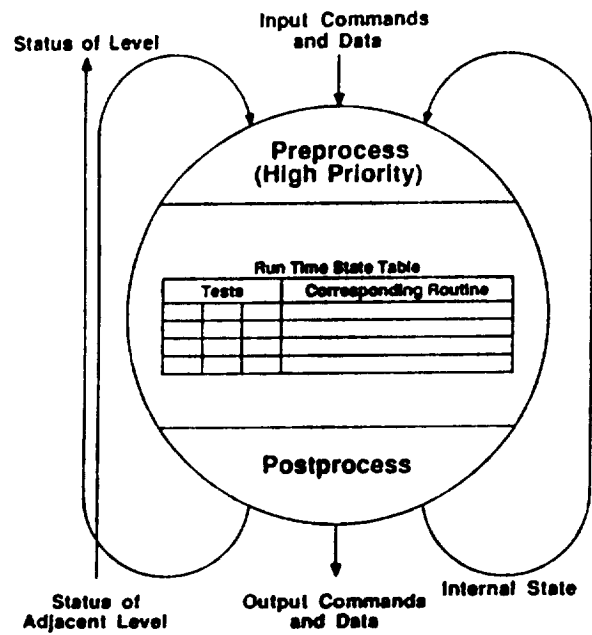 Input Commands
and Data
Status of Level
Preprocess
(High Priority)
Run Time State Table
Tests
Corresponding Routine
Postprocess
Status of
Adjacent Level
Output Commands
and Data
Internal State